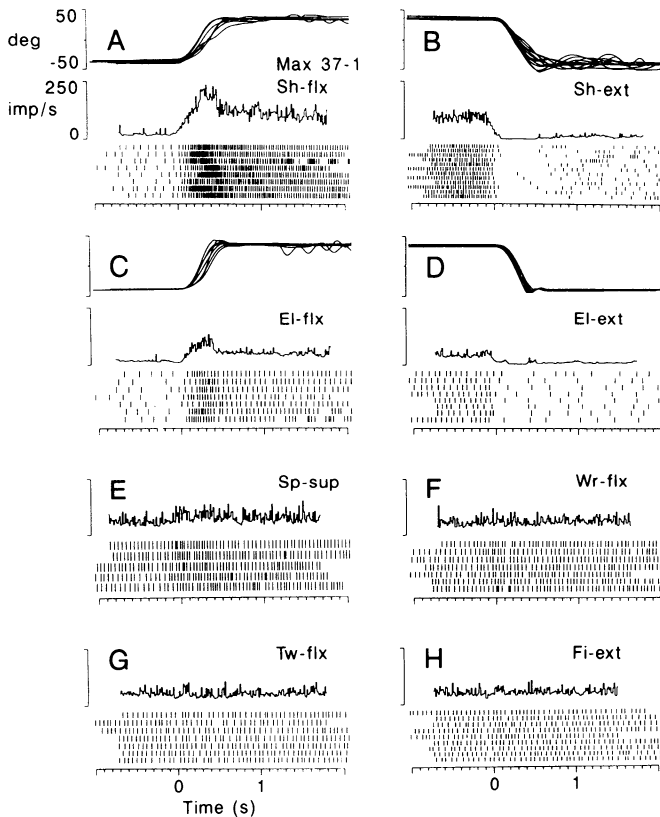 50
deg
-50
A
Max 37-1
Sh-flx
250
imp/s
0
B
Sh-ext
C
El-flx
D
El-ext
E
Sp-sup
F
Wr-flx
G
Tw-flx
H
Fi-ext
0 1
Time (s)
0 1